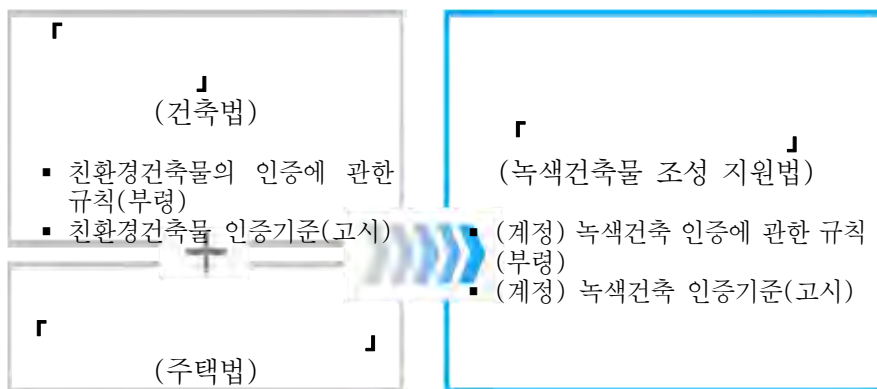 「
」
(건축법)
▪ 친환경건축물의 인증에 관한
규칙(부령)
▪ 친환경건축물 인증기준(고시)
+
「
」
(주택법)
「
」
(녹색건축물 조성 지원법)
▪ (계정) 녹색건축 인증에 관한 규칙
(부령)
▪ (계정) 녹색건축 인증기준(고시)